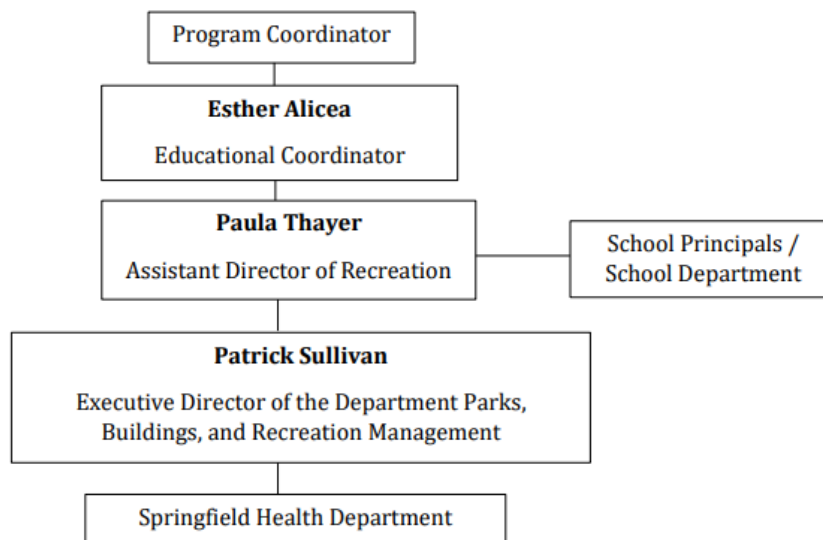 Program Coordinator
Esther Alicea
Educational Coordinator
Paula Thayer
Assistant Director of Recreation
School Principals /
School Department
Patrick Sullivan
Executive Director of the Department Parks,
Buildings, and Recreation Management
Springfield Health Department